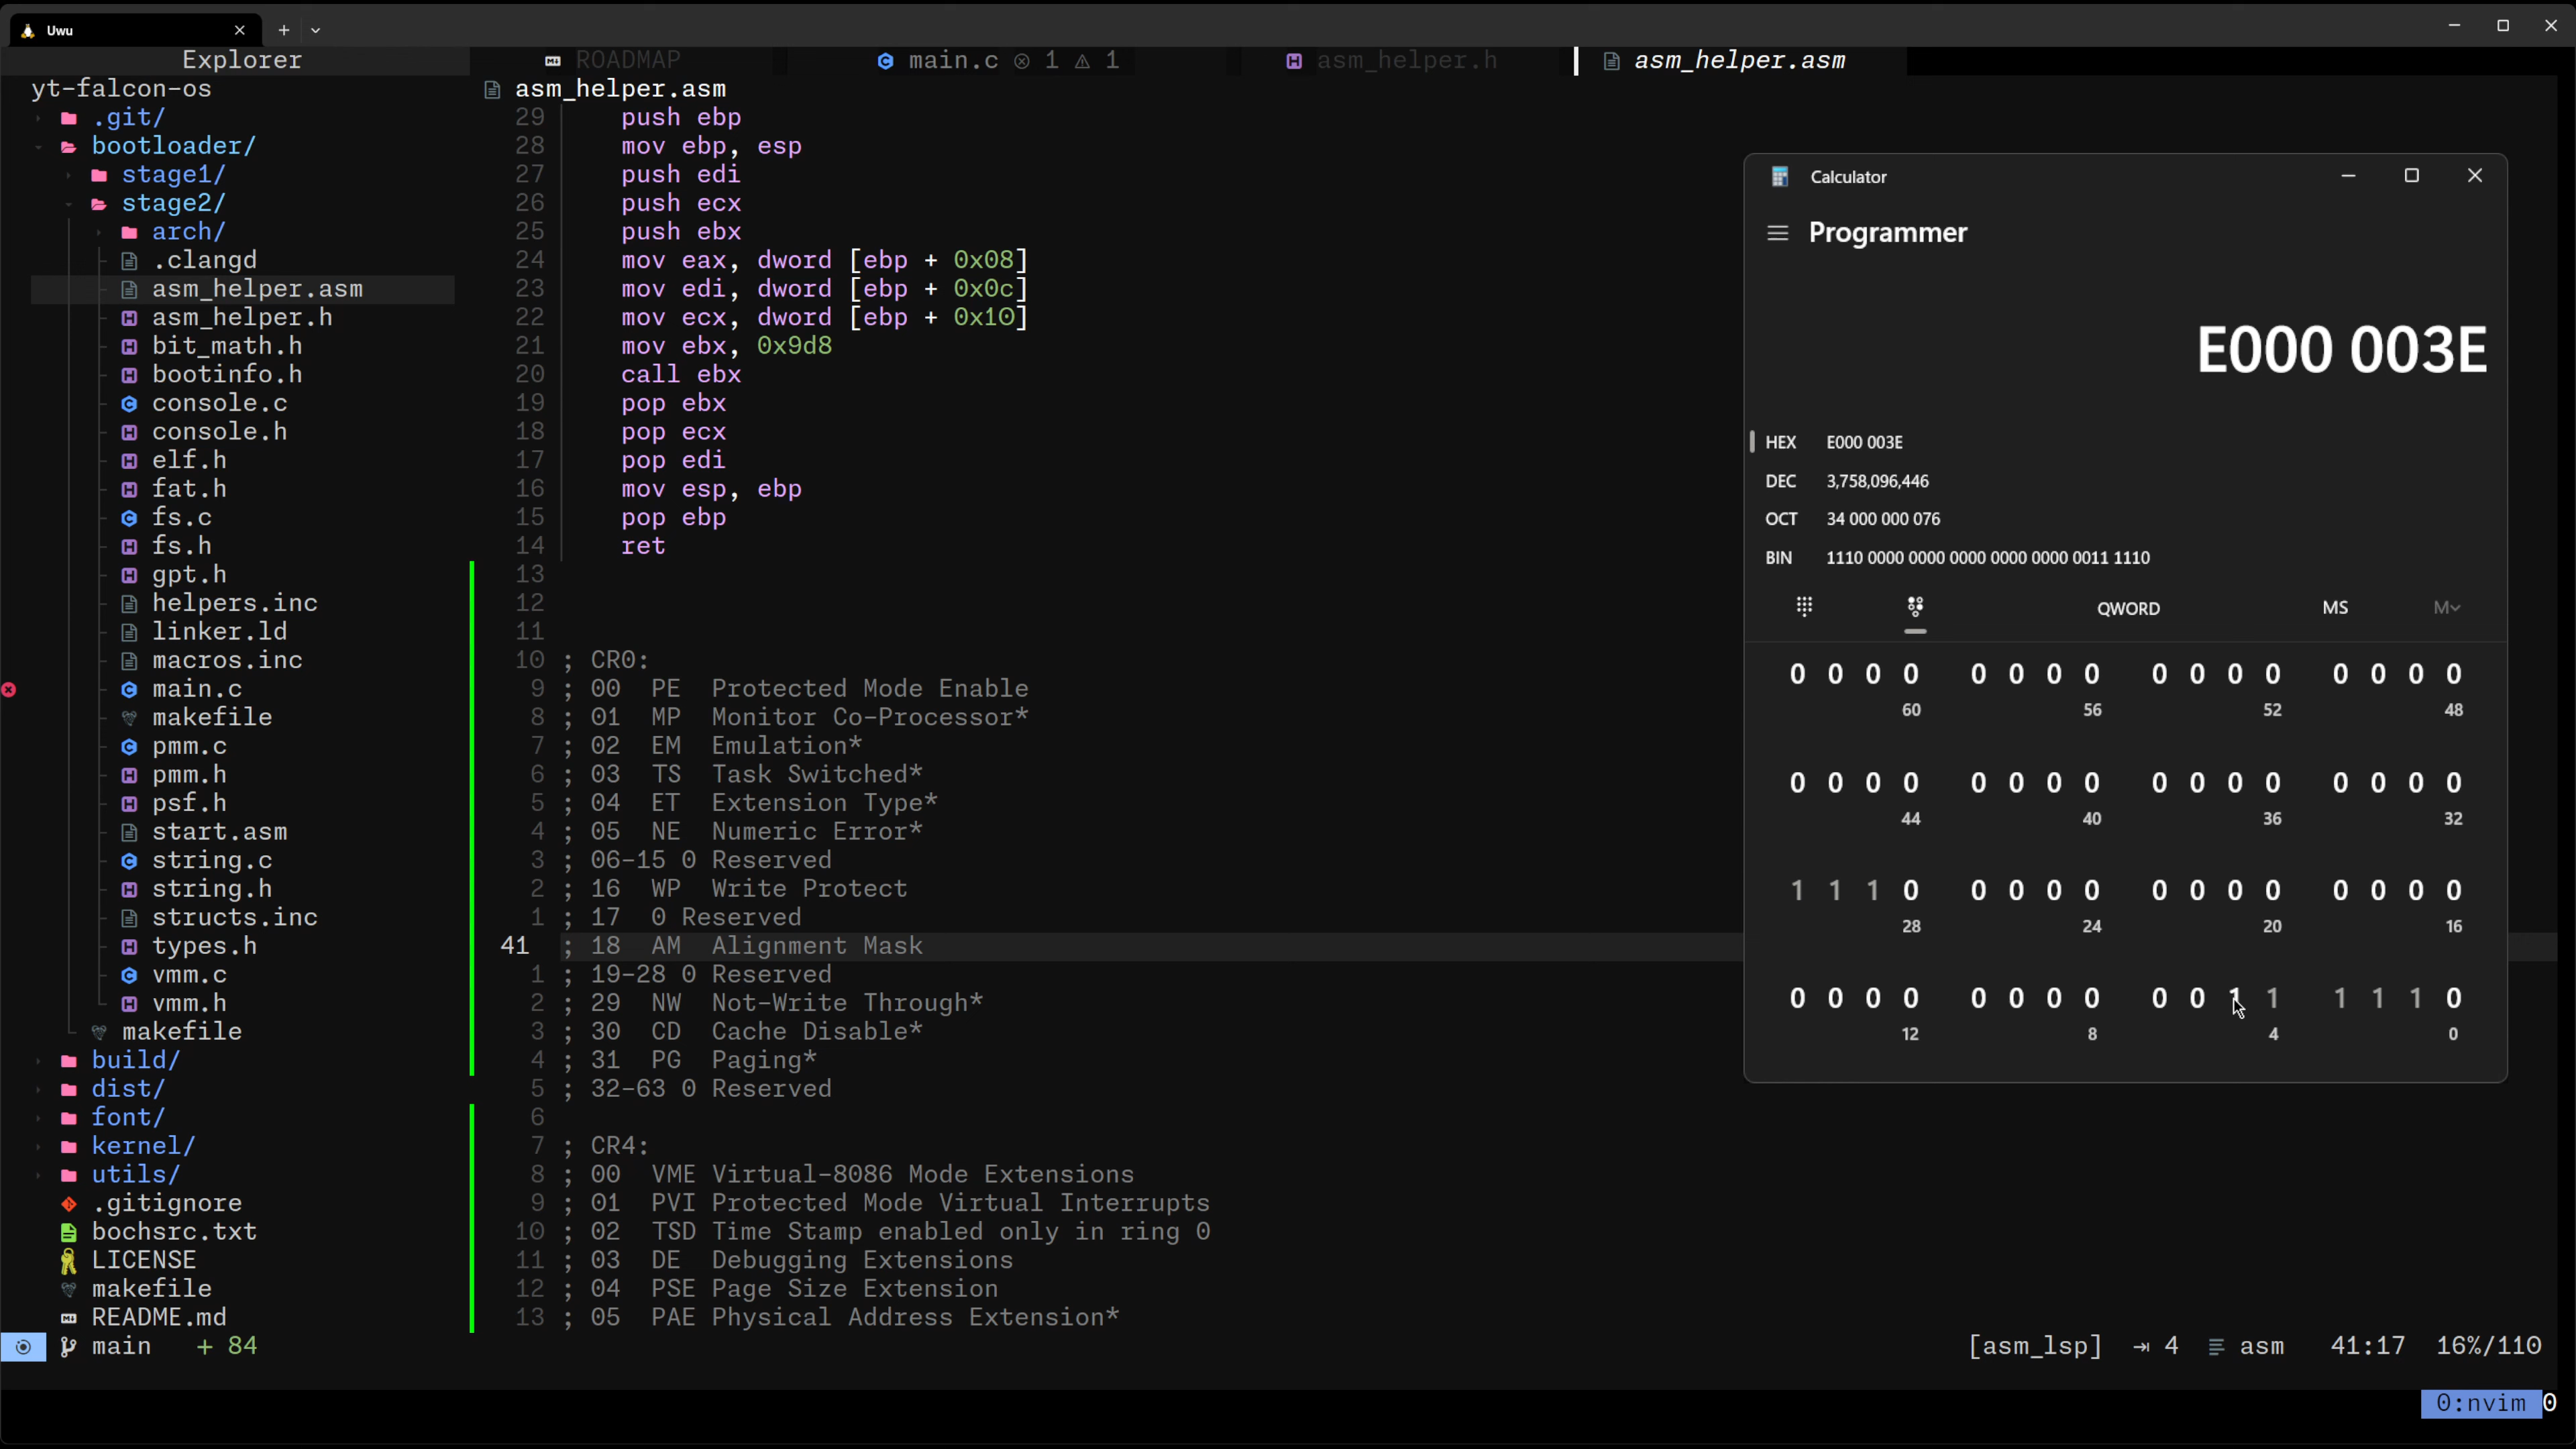 Uwu
Explorer
ROADMAP
main.c 1 1
asm_helper.h
asm_helper.asm
yt-falcon-os
.git/
bootloader/
stage1/
stage2/
arch/
.clangd
asm_helper.asm
asm_helper.h
bit_math.h
bootinfo.h
console.c
console.h
elf.h
fat.h
fs.c
fs.h
gpt.h
helpers.inc
linker.ld
macros.inc
main.c
makefile
pmm.c
pmm.h
psf.h
start.asm
string.c
string.h
structs.inc
types.h
vmm.c
vmm.h
makefile
build/
dist/
font/
kernel/
utils/
.gitignore
bochsrc.txt
LICENSE
makefile
README.md
asm_helper.asm
29 push ebp
28 mov ebp, esp
27 push edi
26 push ecx
25 push ebx
24 mov eax, dword [ebp + 0x08]
23 mov edi, dword [ebp + 0x0c]
22 mov ecx, dword [ebp + 0x10]
21 mov ebx, 0x9d8
20 call ebx
19 pop ebx
18 pop ecx
17 pop edi
16 mov esp, ebp
15 pop ebp
14 ret
13
12
11
10 ; CR0:
9 ; 00 PE Protected Mode Enable
8 ; 01 MP Monitor Co-Processor*
7 ; 02 EM Emulation*
6 ; 03 TS Task Switched*
5 ; 04 ET Extension Type*
4 ; 05 NE Numeric Error*
3 ; 06-15 0 Reserved
2 ; 16 WP Write Protect
1 ; 17 0 Reserved
41 ; 18 AM Alignment Mask
1 ; 19-28 0 Reserved
2 ; 29 NW Not-Write Through*
3 ; 30 CD Cache Disable*
4 ; 31 PG Paging*
5 ; 32-63 0 Reserved
6
7 ; CR4:
8 ; 00 VME Virtual-8086 Mode Extensions
9 ; 01 PVI Protected Mode Virtual Interrupts
10 ; 02 TSD Time Stamp enabled only in ring 0
11 ; 03 DE Debugging Extensions
12 ; 04 PSE Page Size Extension
13 ; 05 PAE Physical Address Extension*
Calculator
Programmer
E000 003E
HEX E000 003E
DEC 3,758,096,446
OCT 34 000 000 076
BIN 1110 0000 0000 0000 0000 0000 0011 1110
QWORD MS M
0 0 0 0 0 0 0 0 0 0 0 0 0 0 0 0
60 56 52 48
0 0 0 0 0 0 0 0 0 0 0 0 0 0 0 0
44 40 36 32
1 1 1 0 0 0 0 0 0 0 0 0 0 0 0 0
28 24 20 16
0 0 0 0 0 0 0 0 0 0 1 1 1 1 1 0
12 8 4 0
main + 84
[asm_lsp] 4 asm 41:17 16%/110
0:nvim 0